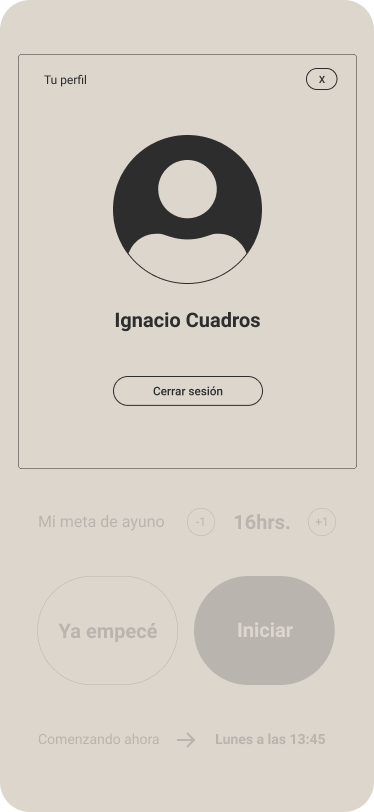 Tu perfil
X
Ignacio Cuadros
Cerrar sesión
Mi meta de ayuno -1 16hrs. +1
Ya empecé Iniciar
Comenzando ahora → Lunes a las 13:45